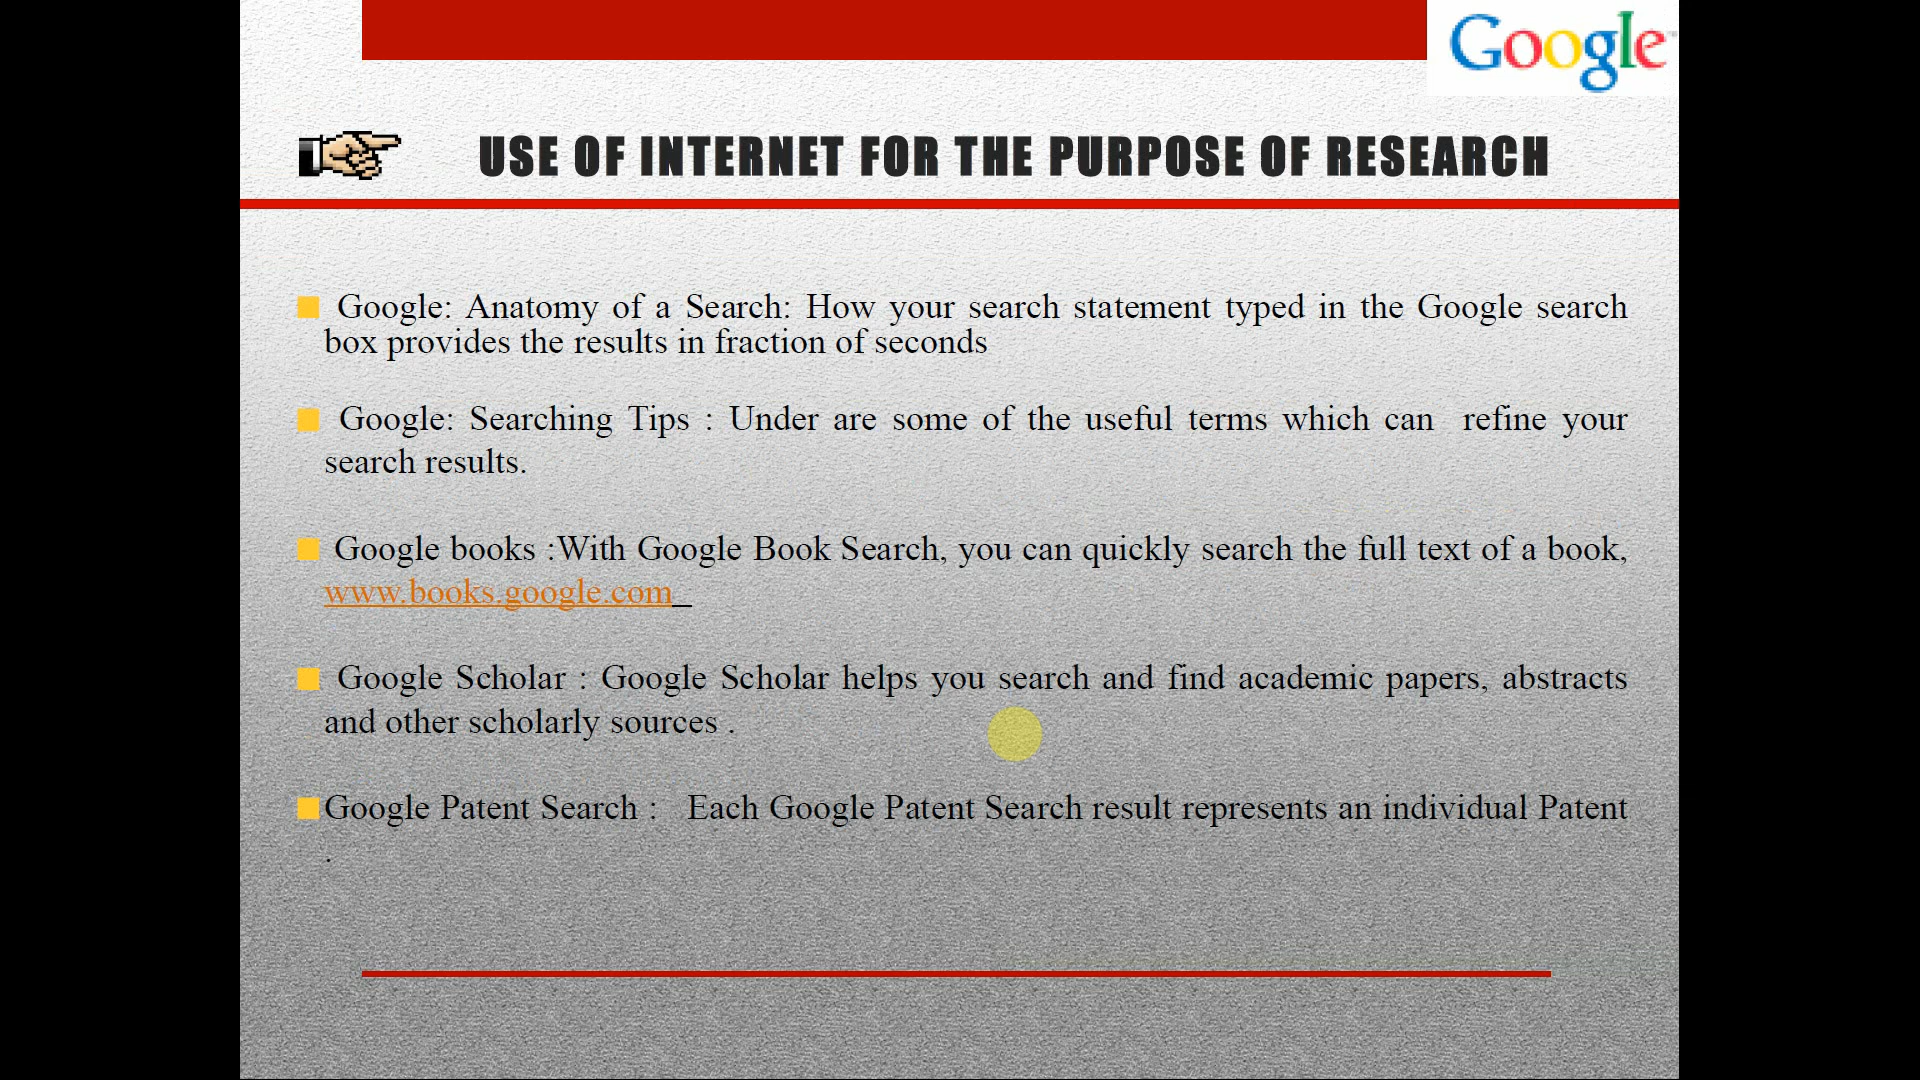 Google
USE OF INTERNET FOR THE PURPOSE OF RESEARCH
Google: Anatomy of a Search: How your search statement typed in the Google search
box provides the results in fraction of seconds
Google: Searching Tips : Under are some of the useful terms which can refine your
search results.
Google books :With Google Book Search, you can quickly search the full text of a book,
www.books.google.com
Google Scholar : Google Scholar helps you search and find academic papers, abstracts
and other scholarly sources .
Google Patent Search : Each Google Patent Search result represents an individual Patent
.